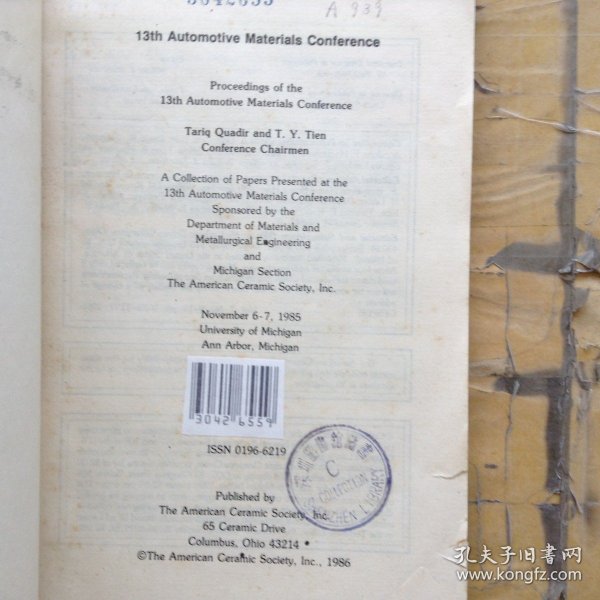 A 939
13th Automotive Materials Conference
Proceedings of the
13th Automotive Materials Conference
Tariq Quadir and T. Y. Tien
Conference Chairmen
A Collection of Papers Presented at the
13th Automotive Materials Conference
Sponsored by the
Department of Materials and
Metallurgical Engineering
and
Michigan Section
The American Ceramic Society, Inc.
November 6-7, 1985
University of Michigan
Ann Arbor, Michigan
30426559
ISSN 0196-6219
C
COLLECTION
LIBRARY
Published by
The American Ceramic Society, Inc.
65 Ceramic Drive
Columbus, Ohio 43214
©The American Ceramic Society, Inc., 1986
孔夫子旧书网
www.kongfz.com